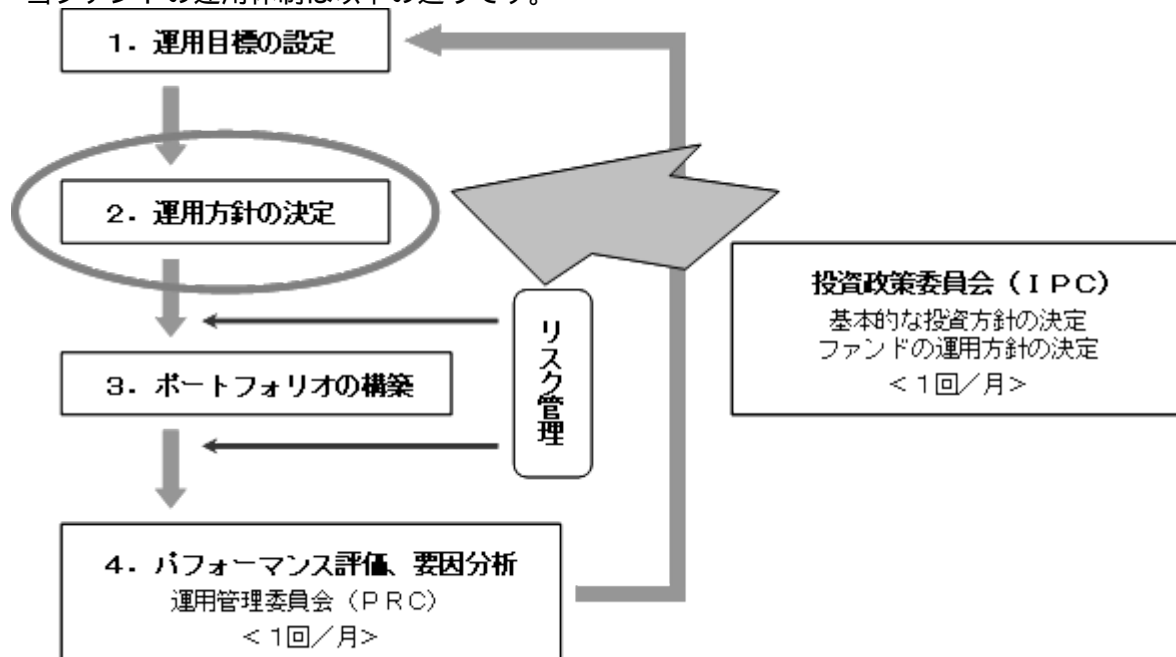 当ファンドの運用体制は以下の通りです。
1．運用目標の設定
2．運用方針の決定
投資政策委員会（ＩＰＣ）
基本的な投資方針の決定
ファンドの運用方針の決定
＜1回／月＞
リスク管理
3．ポートフォリオの構築
4．パフォーマンス評価、要因分析
運用管理委員会（ＰＲＣ）
＜1回／月＞